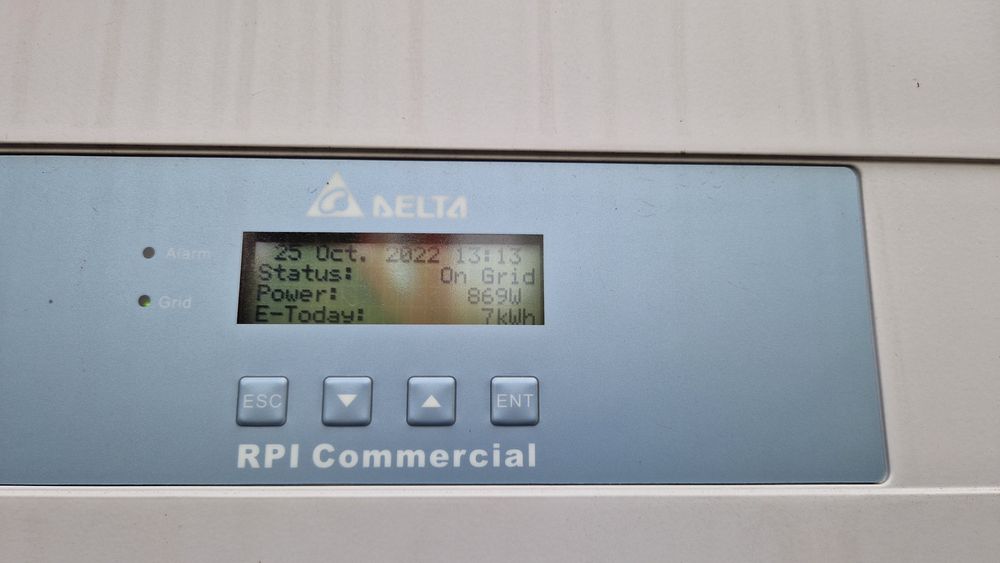 DELTA
Alarm
25 Oct. 2022 13:13
Status: On Grid
Grid
Power: 869W
E-Today: 7kWh
ESC
ENT
RPI Commercial